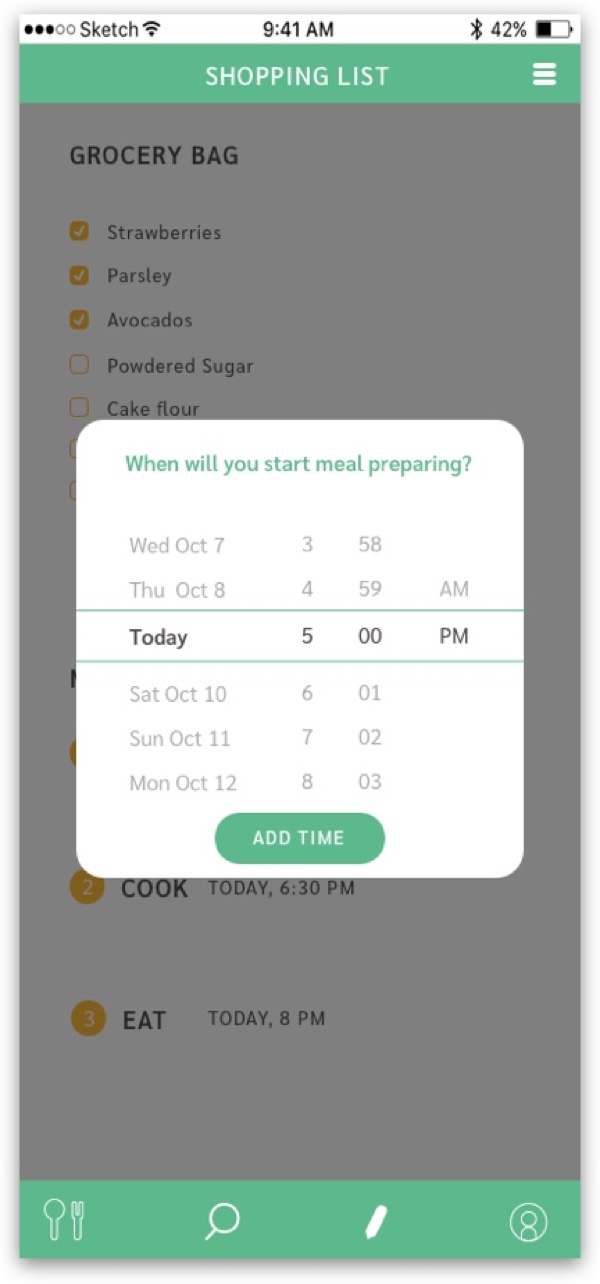 ●●●○○ Sketch 9:41 AM 42%
SHOPPING LIST
GROCERY BAG
Strawberries
Parsley
Avocados
Powdered Sugar
Cake flour
When will you start meal preparing?
Wed Oct 7 3 58
Thu Oct 8 4 59 AM
Today 5 00 PM
Sat Oct 10 6 01
Sun Oct 11 7 02
Mon Oct 12 8 03
ADD TIME
2 COOK TODAY, 6:30 PM
3 EAT TODAY, 8 PM